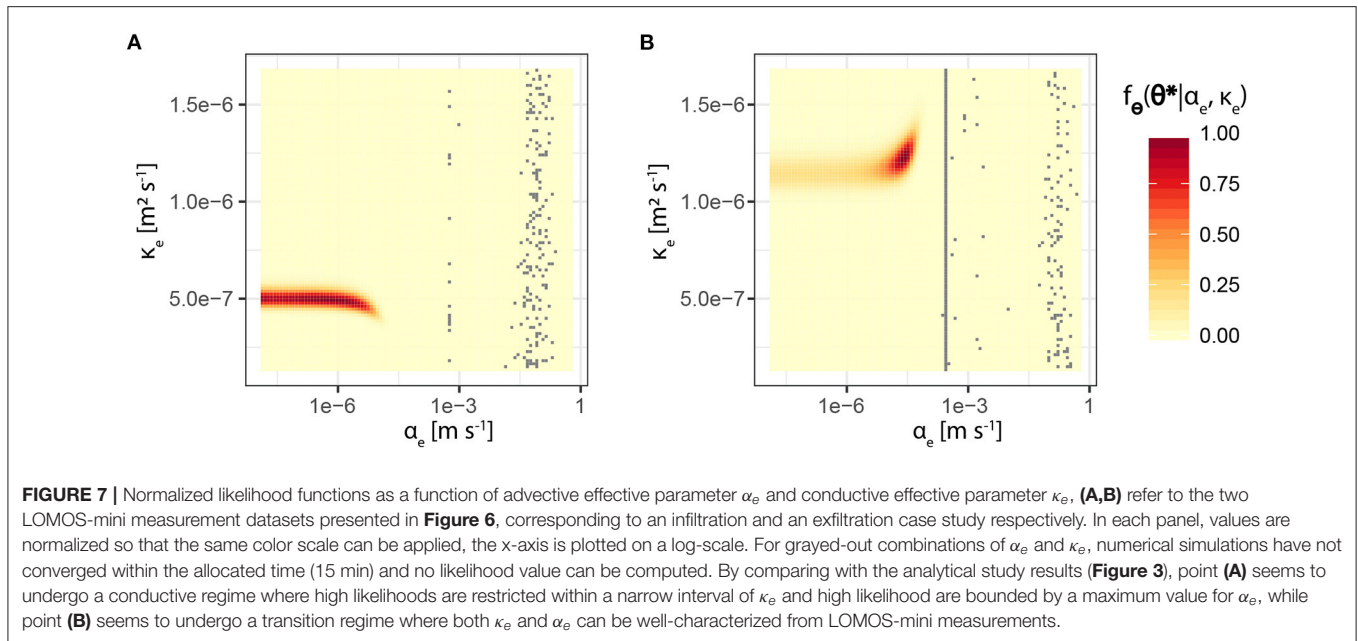 A
B
1.5e-6
1.0e-6
5.0e-7
κe [m² s-1]
1e-6
1e-3
1
αe [m s-1]
1.5e-6
1.0e-6
5.0e-7
κe [m² s-1]
1e-6
1e-3
1
αe [m s-1]
fΘ(θ*|αe, κe)
1.00
0.75
0.50
0.25
0.00
FIGURE 7 | Normalized likelihood functions as a function of advective effective parameter αe and conductive effective parameter κe, (A,B) refer to the two
LOMOS-mini measurement datasets presented in Figure 6, corresponding to an infiltration and an exfiltration case study respectively. In each panel, values are
normalized so that the same color scale can be applied, the x-axis is plotted on a log-scale. For grayed-out combinations of αe and κe, numerical simulations have not
converged within the allocated time (15 min) and no likelihood value can be computed. By comparing with the analytical study results (Figure 3), point (A) seems to
undergo a conductive regime where high likelihoods are restricted within a narrow interval of κe and high likelihood are bounded by a maximum value for αe, while
point (B) seems to undergo a transition regime where both κe and αe can be well-characterized from LOMOS-mini measurements.